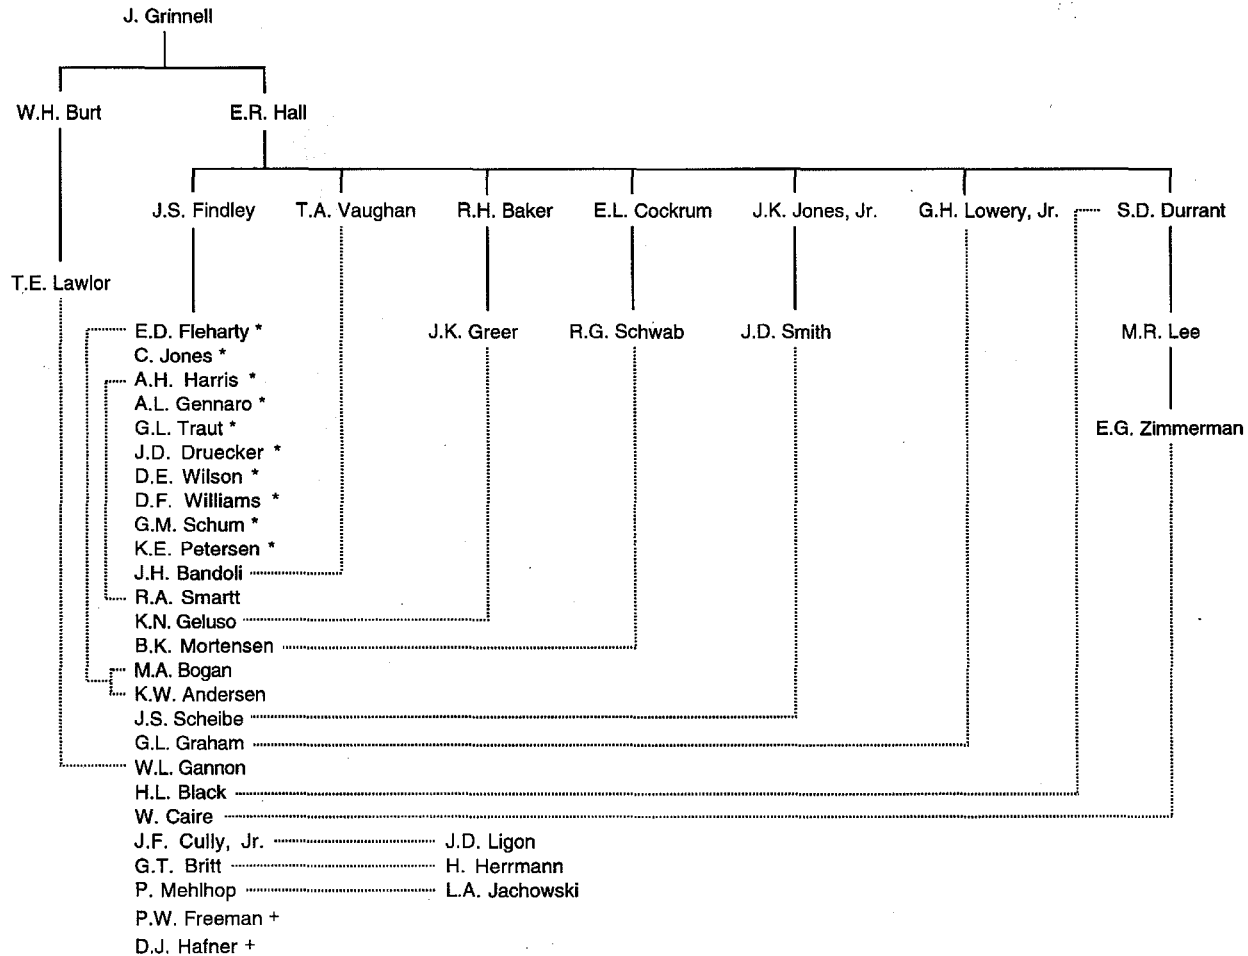 J. Grinnell
W.H. Burt
E.R. Hall
J.S. Findley
T.A. Vaughan
R.H. Baker
E.L. Cockrum
J.K. Jones, Jr.
G.H. Lowery, Jr.
S.D. Durrant
T.E. Lawlor
E.D. Fleharty *
J.K. Greer
R.G. Schwab
J.D. Smith
M.R. Lee
C. Jones *
A.H. Harris *
A.L. Gennaro *
G.L. Traut *
E.G. Zimmerman
J.D. Druecker *
D.E. Wilson *
D.F. Williams *
G.M. Schum *
K.E. Petersen *
J.H. Bandoli
R.A. Smartt
K.N. Geluso
B.K. Mortensen
M.A. Bogan
K.W. Andersen
J.S. Scheibe
G.L. Graham
W.L. Gannon
H.L. Black
W. Caire
J.F. Cully, Jr.
J.D. Ligon
G.T. Britt
H. Herrmann
P. Mehlhop
L.A. Jachowski
P.W. Freeman +
D.J. Hafner +